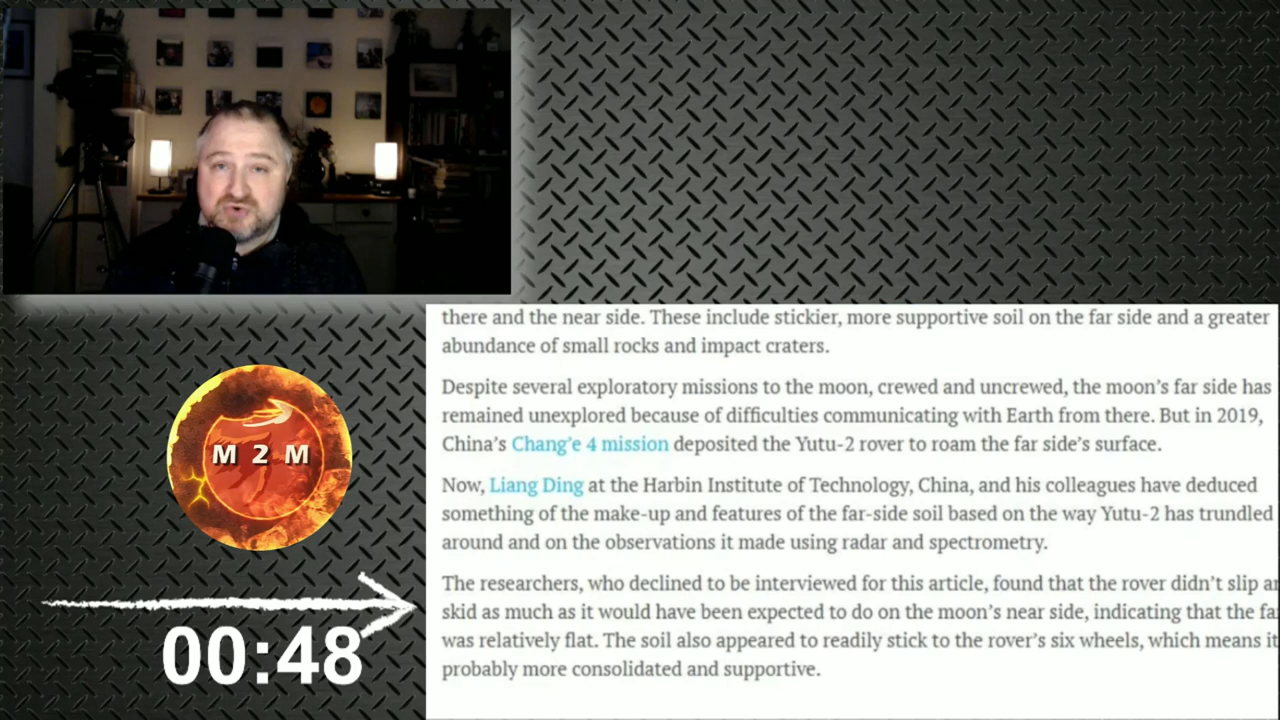 there and the near side. These include stickier, more supportive soil on the far side and a greater
abundance of small rocks and impact craters.
Despite several exploratory missions to the moon, crewed and uncrewed, the moon's far side has
remained unexplored because of difficulties communicating with Earth from there. But in 2019,
China's Chang'e 4 mission deposited the Yutu-2 rover to roam the far side's surface.
Now, Liang Ding at the Harbin Institute of Technology, China, and his colleagues have deduced
something of the make-up and features of the far-side soil based on the way Yutu-2 has trundled
around and on the observations it made using radar and spectrometry.
The researchers, who declined to be interviewed for this article, found that the rover didn't slip
skid as much as it would have been expected to do on the moon's near side, indicating that the
was relatively flat. The soil also appeared to readily stick to the rover's six wheels, which means it
probably more consolidated and supportive.
M 2 M
00:48